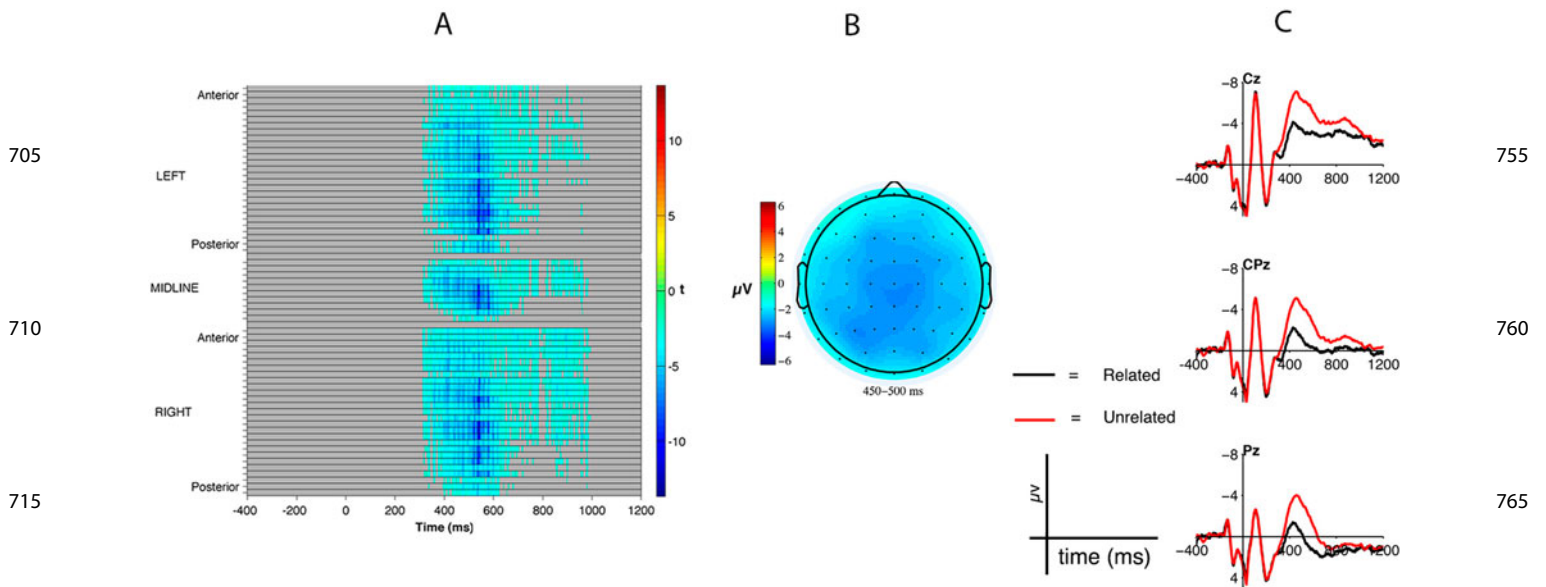 A
B
C
705
710
715
755
760
765
Anterior
LEFT
Posterior
MIDLINE
Anterior
RIGHT
Posterior
-400 -200 0 200 400 600 800 1000 1200
Time (ms)
10
5
0 t
-5
-10
μV
6
4
2
0
−2
−4
−6
450–500 ms
= Related
= Unrelated
μv
time (ms)
−8 Cz
−4
−400 400 800 1200
4
−8 CPz
−4
−400 400 800 1200
4
−8 Pz
−4
−400 400 800 1200
4